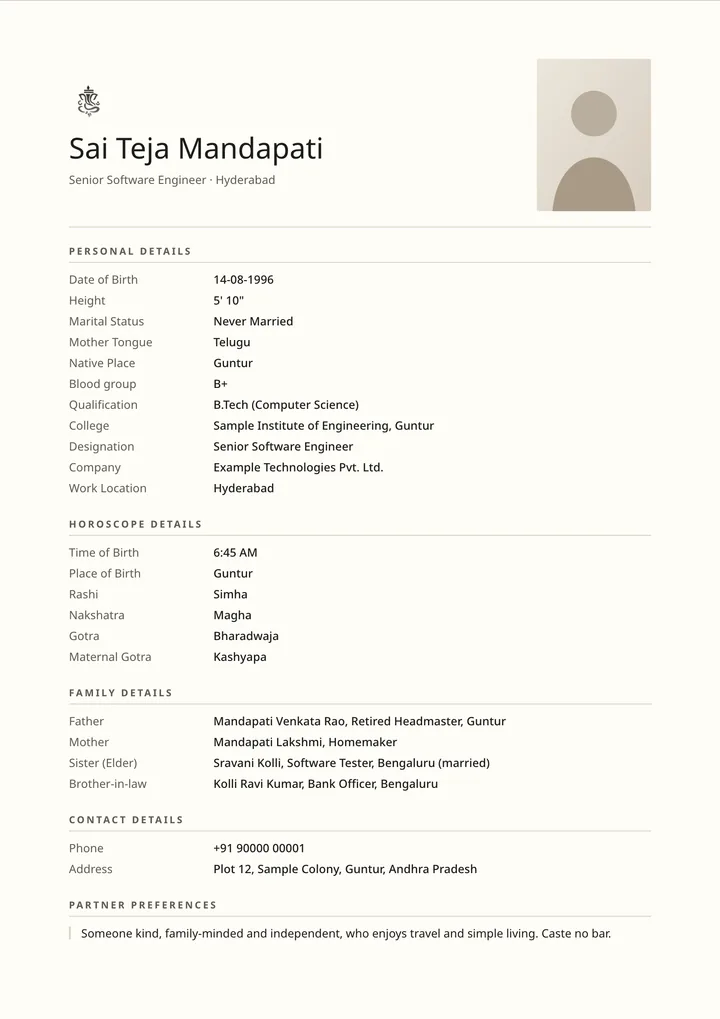 Sai Teja Mandapati
Senior Software Engineer · Hyderabad
PERSONAL DETAILS
Date of Birth 14-08-1996
Height 5' 10"
Marital Status Never Married
Mother Tongue Telugu
Native Place Guntur
Blood group B+
Qualification B.Tech (Computer Science)
College Sample Institute of Engineering, Guntur
Designation Senior Software Engineer
Company Example Technologies Pvt. Ltd.
Work Location Hyderabad
HOROSCOPE DETAILS
Time of Birth 6:45 AM
Place of Birth Guntur
Rashi Simha
Nakshatra Magha
Gotra Bharadwaja
Maternal Gotra Kashyapa
FAMILY DETAILS
Father Mandapati Venkata Rao, Retired Headmaster, Guntur
Mother Mandapati Lakshmi, Homemaker
Sister (Elder) Sravani Kolli, Software Tester, Bengaluru (married)
Brother-in-law Kolli Ravi Kumar, Bank Officer, Bengaluru
CONTACT DETAILS
Phone +91 90000 00001
Address Plot 12, Sample Colony, Guntur, Andhra Pradesh
PARTNER PREFERENCES
Someone kind, family-minded and independent, who enjoys travel and simple living. Caste no bar.